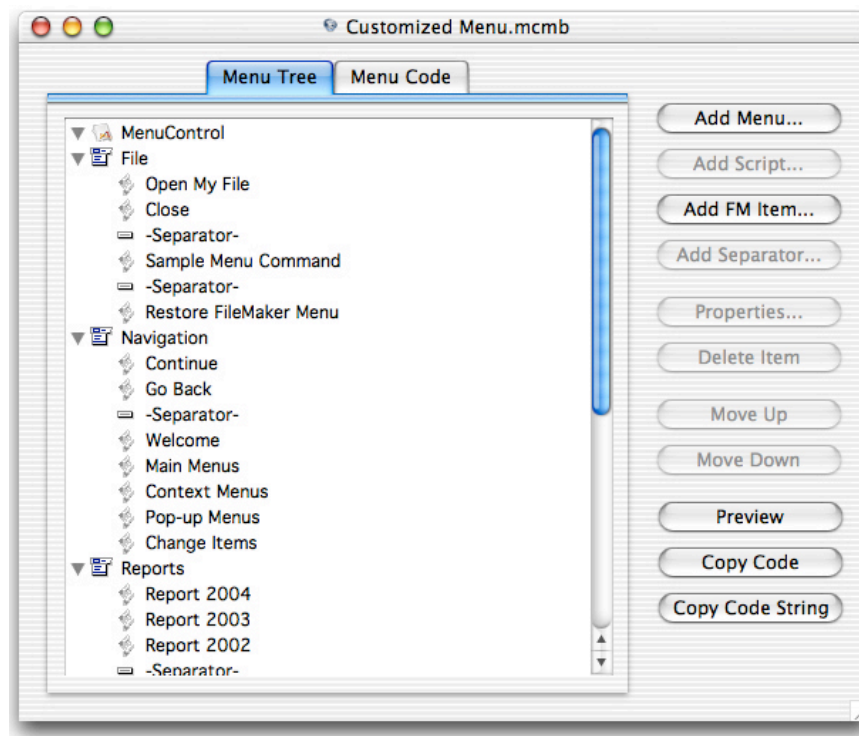 Customized Menu.mcmb
Menu Tree
Menu Code
MenuControl
File
Open My File
Close
-Separator-
Sample Menu Command
-Separator-
Restore FileMaker Menu
Navigation
Continue
Go Back
-Separator-
Welcome
Main Menus
Context Menus
Pop-up Menus
Change Items
Reports
Report 2004
Report 2003
Report 2002
-Separator-
Add Menu...
Add Script...
Add FM Item...
Add Separator...
Properties...
Delete Item
Move Up
Move Down
Preview
Copy Code
Copy Code String